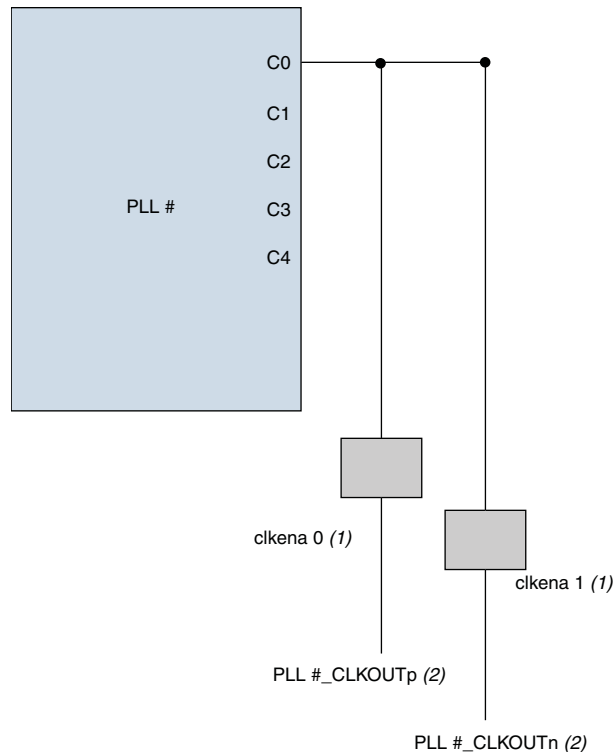 C0
C1
C2
PLL #
C3
C4
clkena 0 (1)
clkena 1 (1)
PLL #_CLKOUTp (2)
PLL #_CLKOUTn (2)